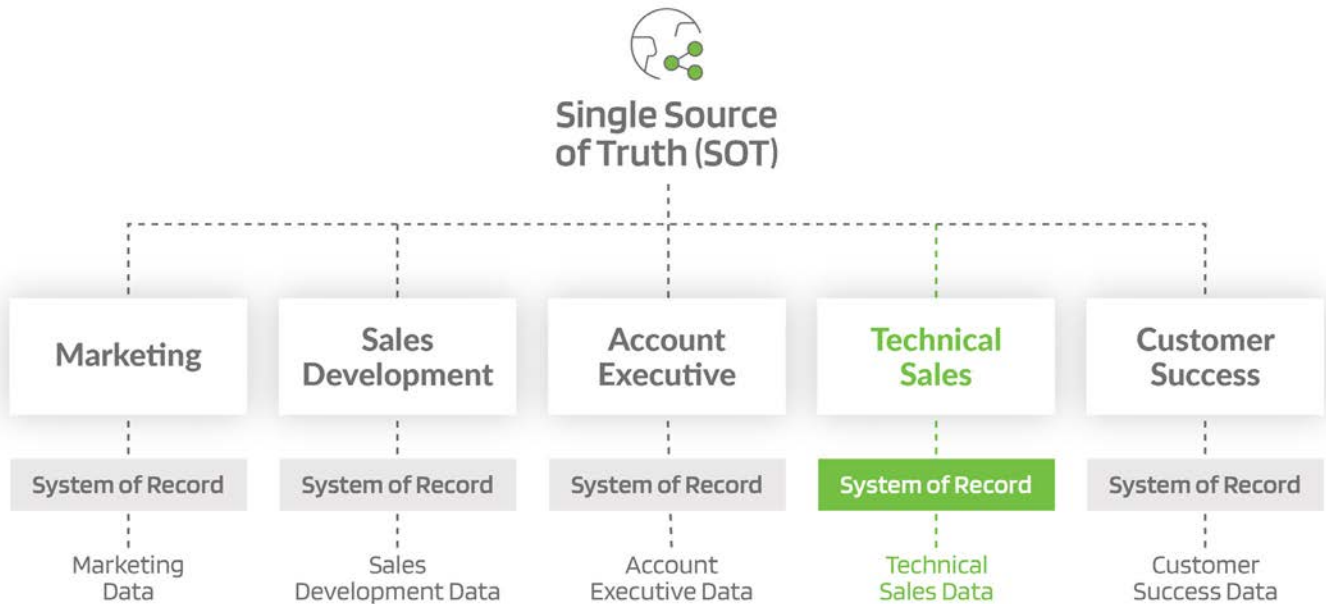 Single Source
of Truth (SOT)
Marketing
Sales
Development
Account
Executive
Technical
Sales
Customer
Success
System of Record
System of Record
System of Record
System of Record
System of Record
Marketing
Data
Sales
Development Data
Account
Executive Data
Technical
Sales Data
Customer
Success Data